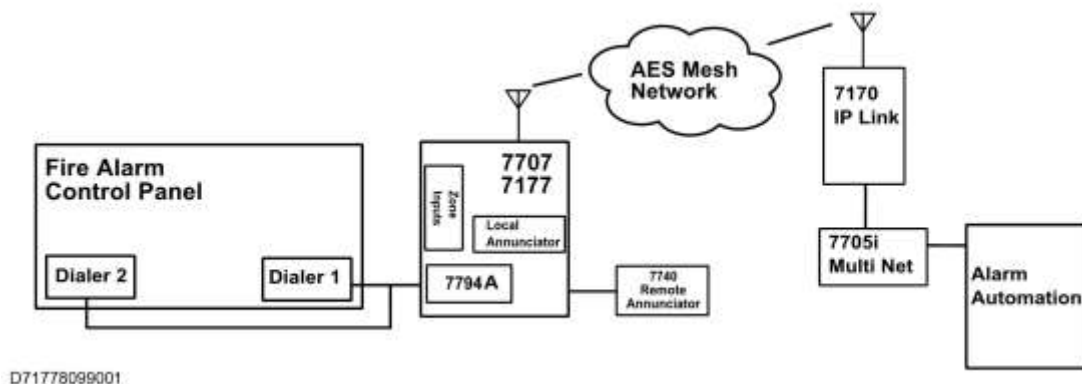 AES Mesh
Network
7170
IP Link
Fire Alarm
Control Panel
7707
7177
Zone
Inputs
Local
Annunciator
Dialer 2
Dialer 1
7794A
7740
Remote
Annunciator
7705i
Multi Net
Alarm
Automation
D71778099001